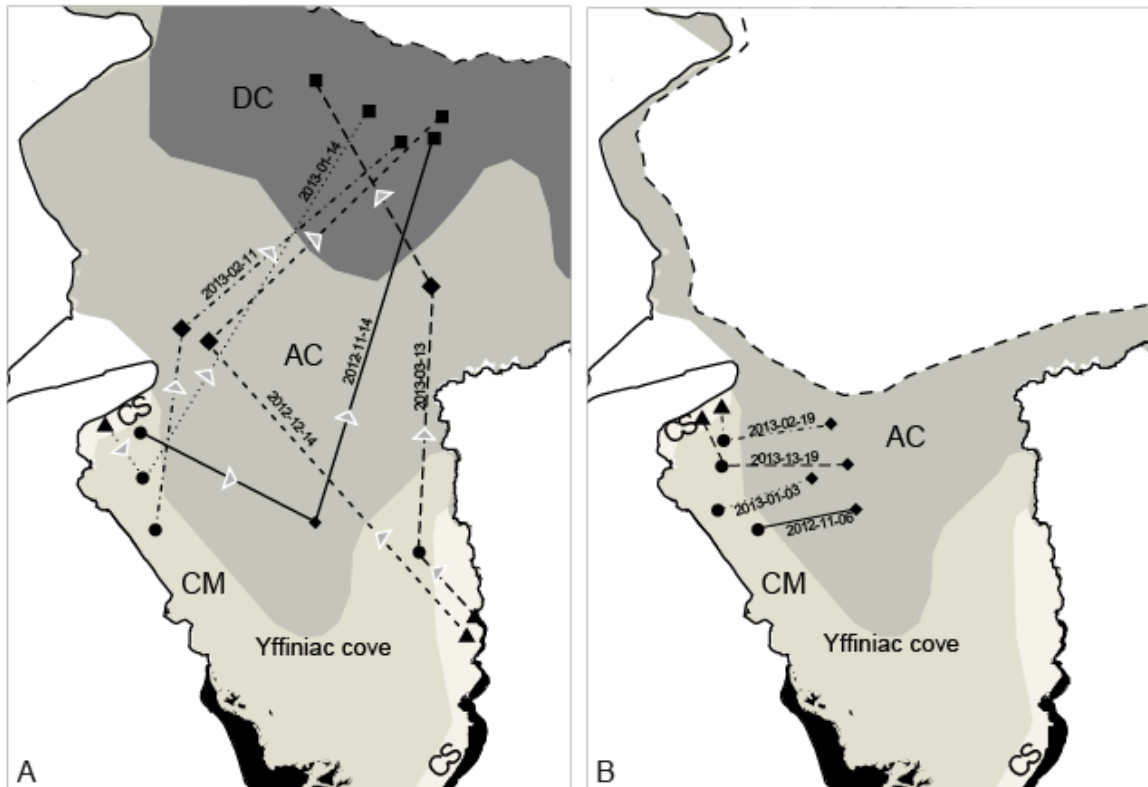 DC
2013-01-14
2013-02-11
AC
2012-11-14
2012-12-14
2013-03-13
CS
CM
Yffiniac cove
CS
A
CS
2013-02-19
AC
2013-13-19
2013-01-03
2012-11-06
CM
Yffiniac cove
CS
B